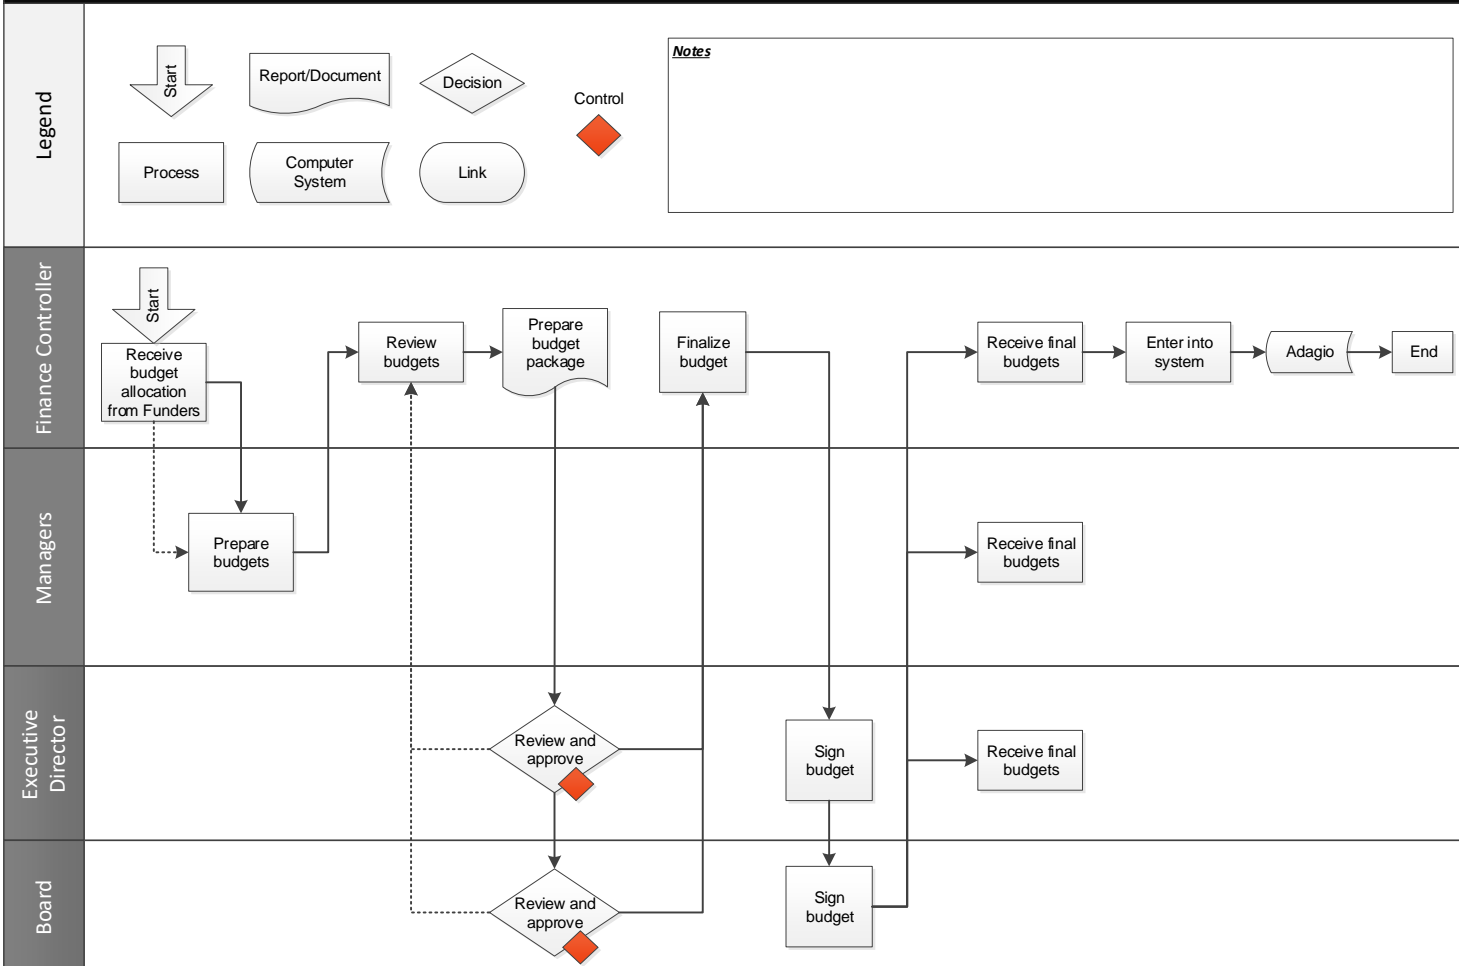 Legend
Start
Report/Document
Decision
Control
Process
Computer
System
Link
Notes
Finance Controller
Start
Receive
budget
allocation
from Funders
Review
budgets
Prepare
budget
package
Finalize
budget
Receive final
budgets
Enter into
system
Adagio
End
Managers
Prepare
budgets
Receive final
budgets
Executive
Director
Review and
approve
Sign
budget
Receive final
budgets
Board
Review and
approve
Sign
budget